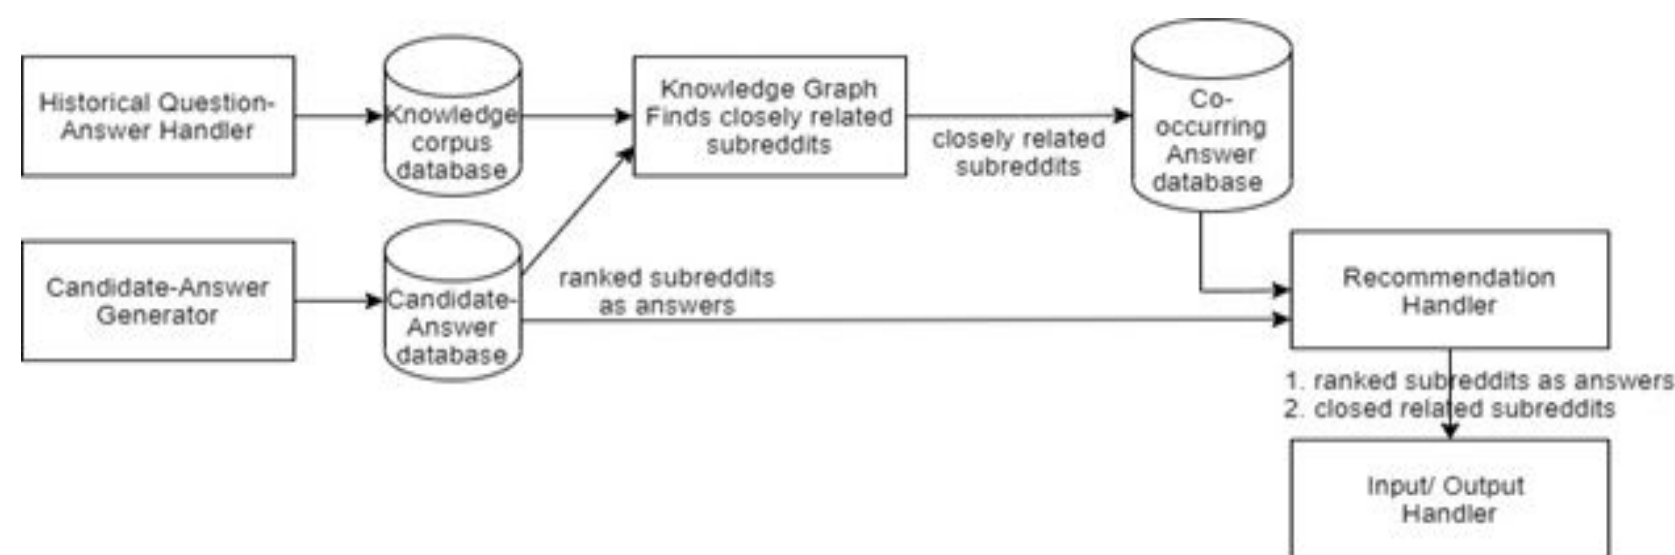 Historical Question-
Answer Handler
Knowledge
corpus
database
Knowledge Graph
Finds closely related
subreddits
closely related
subreddits
Co-
occurring
Answer
database
Candidate-Answer
Generator
Candidate-
Answer
database
ranked subreddits
as answers
Recommendation
Handler
1. ranked subreddits as answers
2. closed related subreddits
Input/ Output
Handler